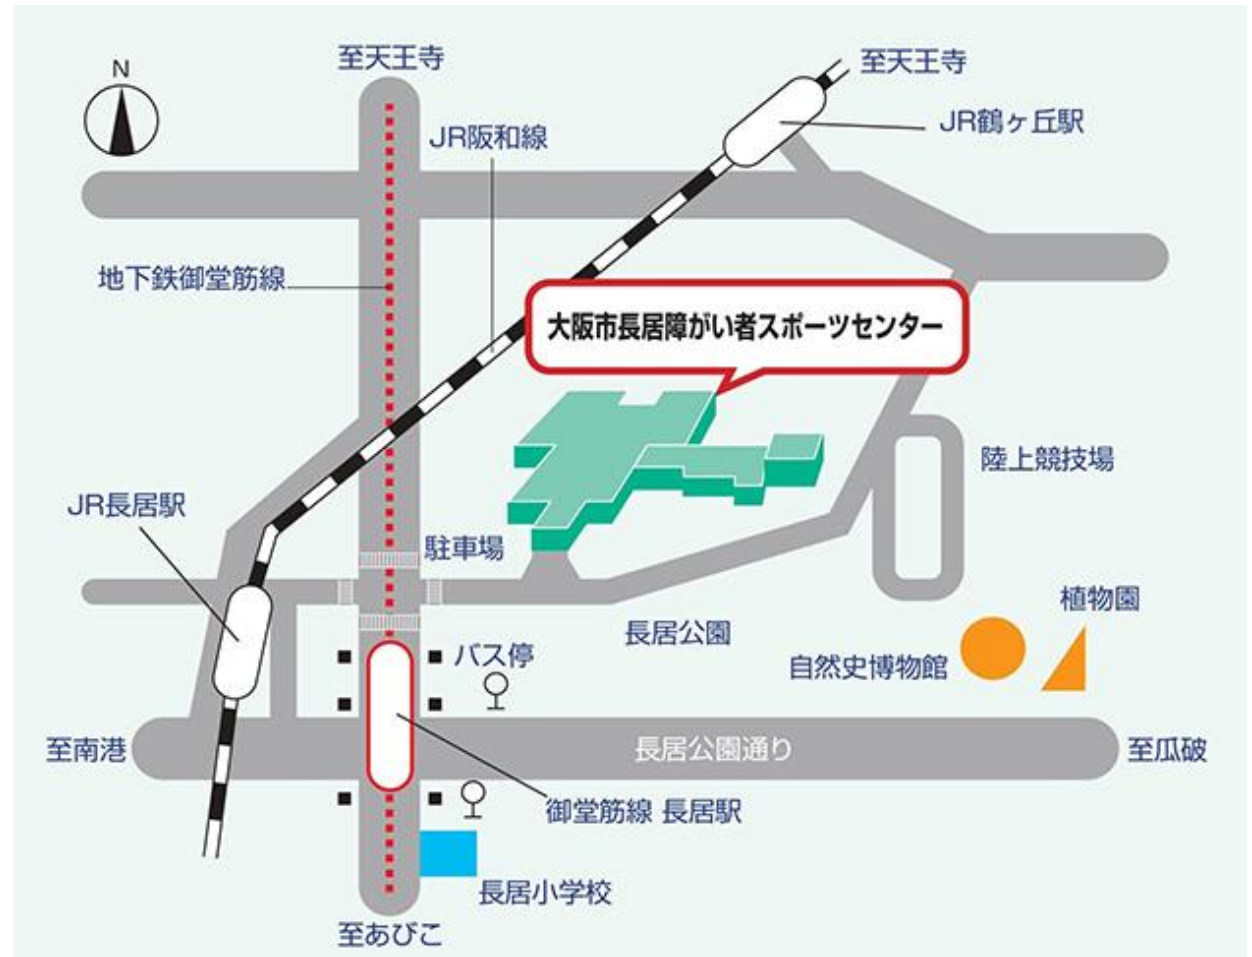 至天王寺
至天王寺
N
JR鶴ヶ丘駅
JR阪和線
地下鉄御堂筋線
大阪市長居障がい者スポーツセンター
陸上競技場
JR長居駅
駐車場
植物園
長居公園
バス停
自然史博物館
至南港
長居公園通り
至瓜破
御堂筋線 長居駅
長居小学校
至あびこ